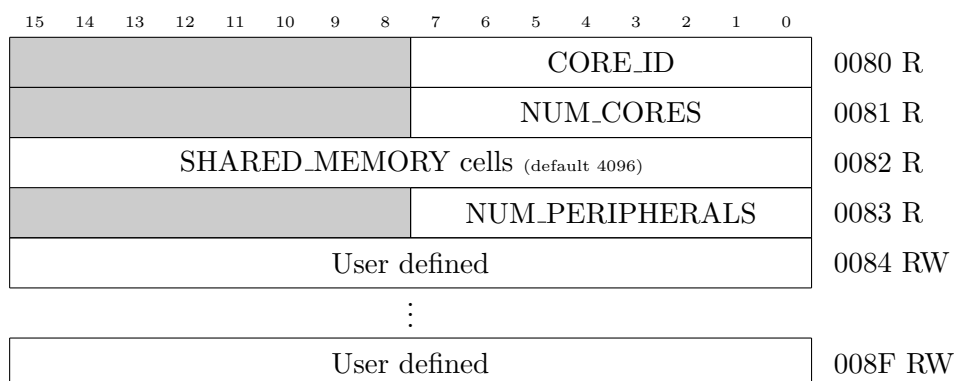 15 14 13 12 11 10 9 8 7 6 5 4 3 2 1 0
CORE_ID 0080 R
NUM_CORES 0081 R
SHARED_MEMORY cells (default 4096) 0082 R
NUM_PERIPHERALS 0083 R
User defined 0084 RW
⋮
User defined 008F RW